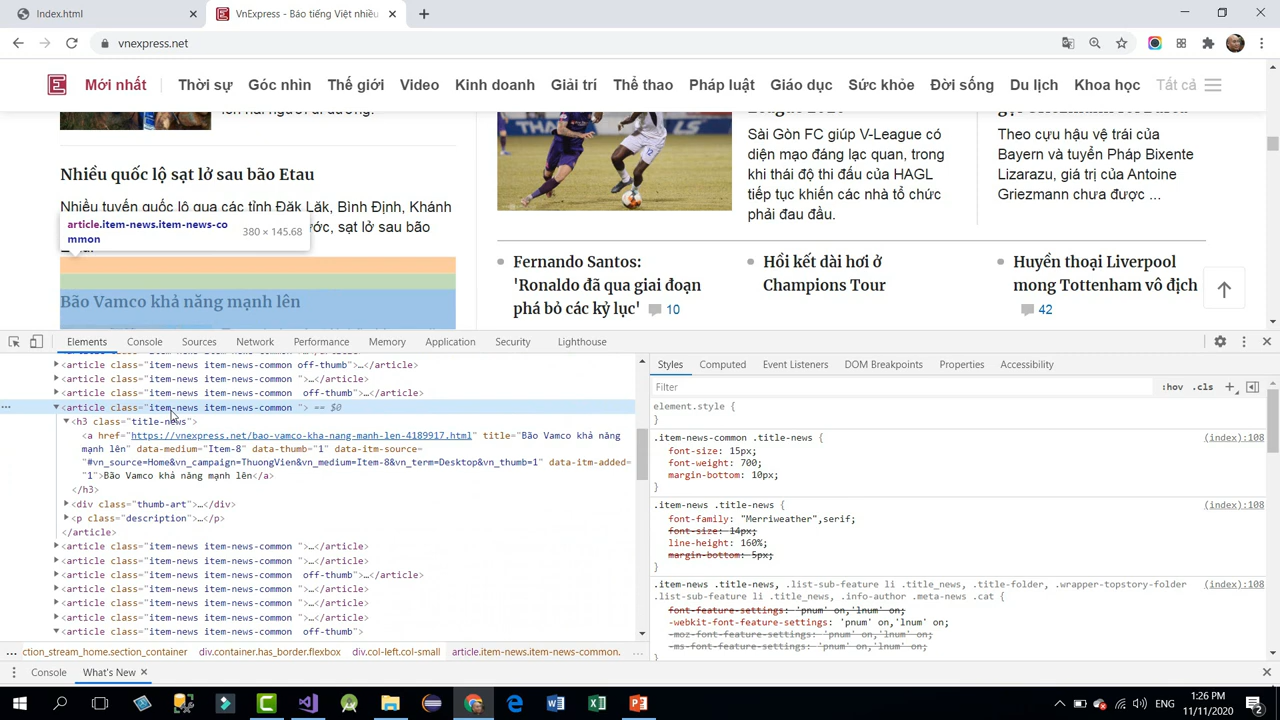 Index.html
VnExpress - Báo tiếng Việt nhiều
vnexpress.net
Mới nhất Thời sự Góc nhìn Thế giới Video Kinh doanh Giải trí Thể thao Pháp luật Giáo dục Sức khỏe Đời sống Du lịch Khoa học Tất cả
Nhiều quốc lộ sạt lở sau bão Etau
Nhiều tuyến quốc lộ qua các tỉnh Đăk Lăk, Bình Định, Khánh
ước, sạt lở sau bão
article.item-news.item-news-co
mmon
380 × 145.68
Bão Vamco khả năng mạnh lên
THAC
LS
Sài Gòn FC giúp V-League có
diện mạo đáng lạc quan, trong
khi thái độ thi đấu của HAGL
tiếp tục khiến các nhà tổ chức
phải đau đầu.
Theo cựu hậu vệ trái của
Bayern và tuyển Pháp Bixente
Lizarazu, giá trị của Antoine
Griezmann chưa được ...
Fernando Santos:
'Ronaldo đã qua giai đoạn
phá bỏ các kỷ lục' 10
Hồi kết dài hơi ở
Champions Tour
Huyền thoại Liverpool
mong Tottenham vô địch
42
Elements Console Sources Network Performance Memory Application Security Lighthouse
<article class="item-news item-news-common off-thumb">…</article>
<article class="item-news item-news-common ">…</article>
<article class="item-news item-news-common  off-thumb">…</article>
<article class="item-news item-news-common "> == $0
<h3 class="title-news">
<a href="https://vnexpress.net/bao-vamco-kha-nang-manh-len-4189917.html" title="Bão Vamco khả năng
mạnh lên" data-medium="Item-8" data-thumb="1" data-itm-source=
"#vn_source=Home&vn_campaign=ThuongVien&vn_medium=Item-8&vn_term=Desktop&vn_thumb=1" data-itm-added=
"1">Bão Vamco khả năng mạnh lên</a>
</h3>
<div class="thumb-art">…</div>
<p class="description">…</p>
</article>
<article class="item-news item-news-common ">…</article>
<article class="item-news item-news-common ">…</article>
<article class="item-news item-news-common  off-thumb">…</article>
<article class="item-news item-news-common ">…</article>
<article class="item-news item-news-common ">…</article>
<article class="item-news item-news-common ">…</article>
<article class="item-news item-news-common  off-thumb">
... ction_stream_home.section_container div.container.has_border.flexbox div.col-left.col-small article.item-news.item-news-common. ...
Styles Computed Event Listeners DOM Breakpoints Properties Accessibility
Filter :hov .cls
element.style {
}
.item-news-common .title-news { (index):108
font-size: 15px;
font-weight: 700;
margin-bottom: 10px;
}
.item-news .title-news { (index):108
font-family: "Merriweather",serif;
font-size: 14px;
line-height: 160%;
margin-bottom: 5px;
}
.item-news .title-news, .list-sub-feature li .title_news, .title-folder, .wrapper-topstory-folder (index):108
.list-sub-feature li .title_news, .info-author .meta-news .cat {
font-feature-settings: 'pnum' on,'lnum' on;
-webkit-font-feature-settings: 'pnum' on,'lnum' on;
-moz-font-feature-settings: 'pnum' on,'lnum' on;
-ms-font-feature-settings: 'pnum' on,'lnum' on;
Console What's New
1:26 PM
11/11/2020
2